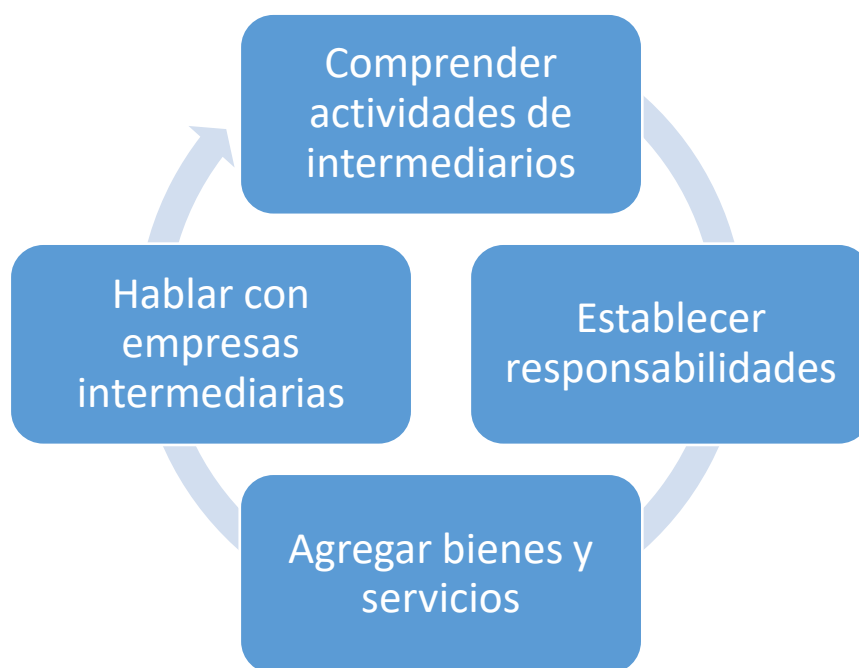 Comprender
actividades de
intermediarios
Establecer
responsabilidades
Agregar bienes y
servicios
Hablar con
empresas
intermediarias